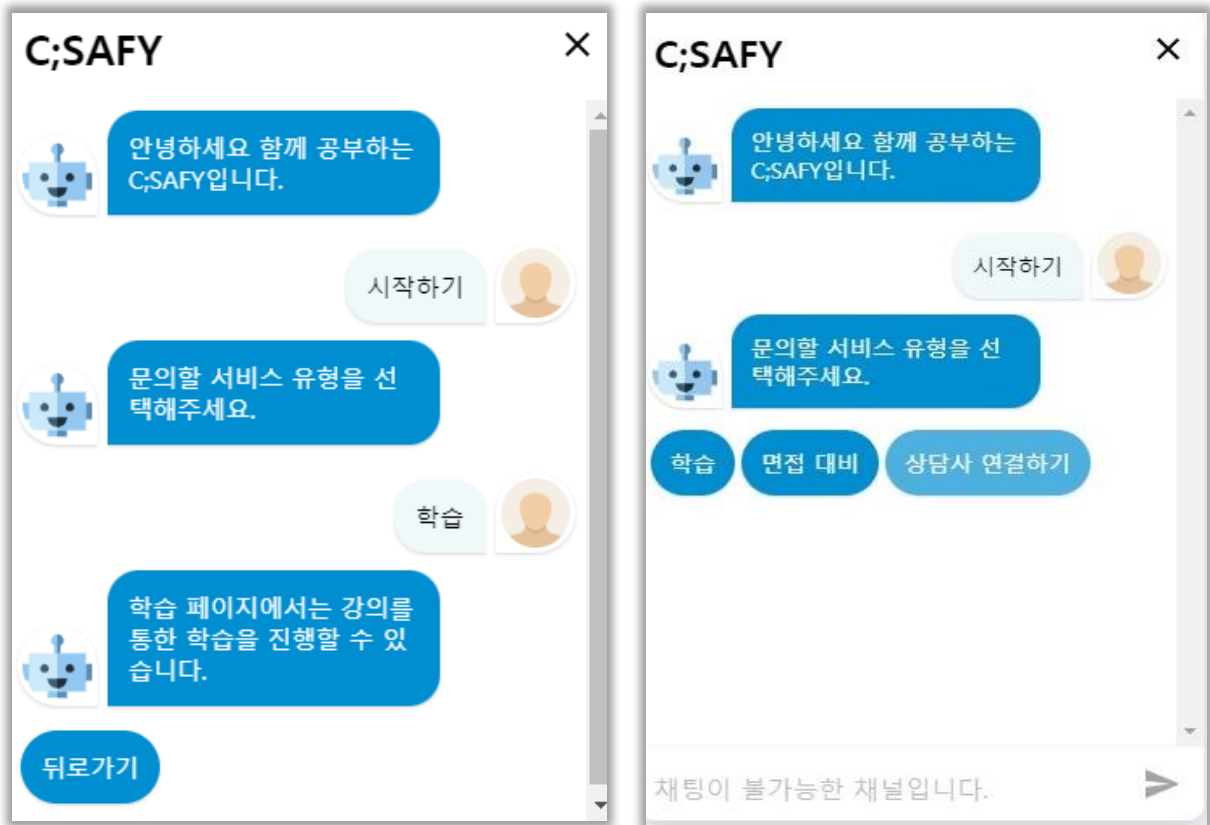 C;SAFY
안녕하세요 함께 공부하는
C;SAFY입니다.
시작하기
문의할 서비스 유형을 선
택해주세요.
학습
학습 페이지에서는 강의를
통한 학습을 진행할 수 있
습니다.
뒤로가기
C;SAFY
안녕하세요 함께 공부하는
C;SAFY입니다.
시작하기
문의할 서비스 유형을 선
택해주세요.
학습 면접 대비 상담사 연결하기
채팅이 불가능한 채널입니다.